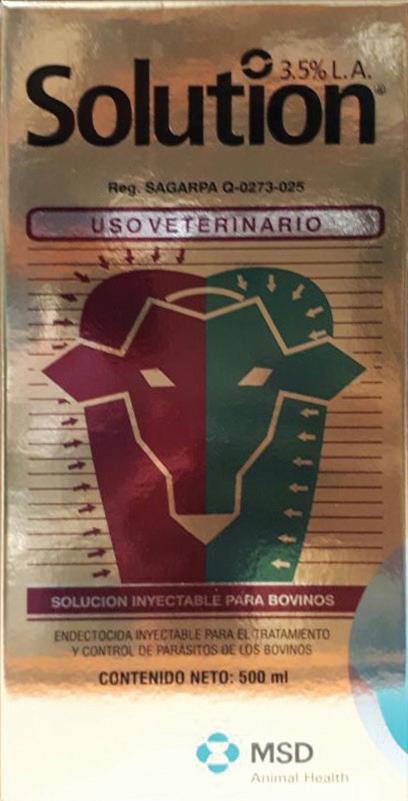 3.5% L.A.
Solution®
Reg. SAGARPA Q-0273-025
USO VETERINARIO
SOLUCION INYECTABLE PARA BOVINOS
ENDECTOCIDA INYECTABLE PARA EL TRATAMIENTO
Y CONTROL DE PARÁSITOS DE LOS BOVINOS
CONTENIDO NETO: 500 ml
MSD
Animal Health